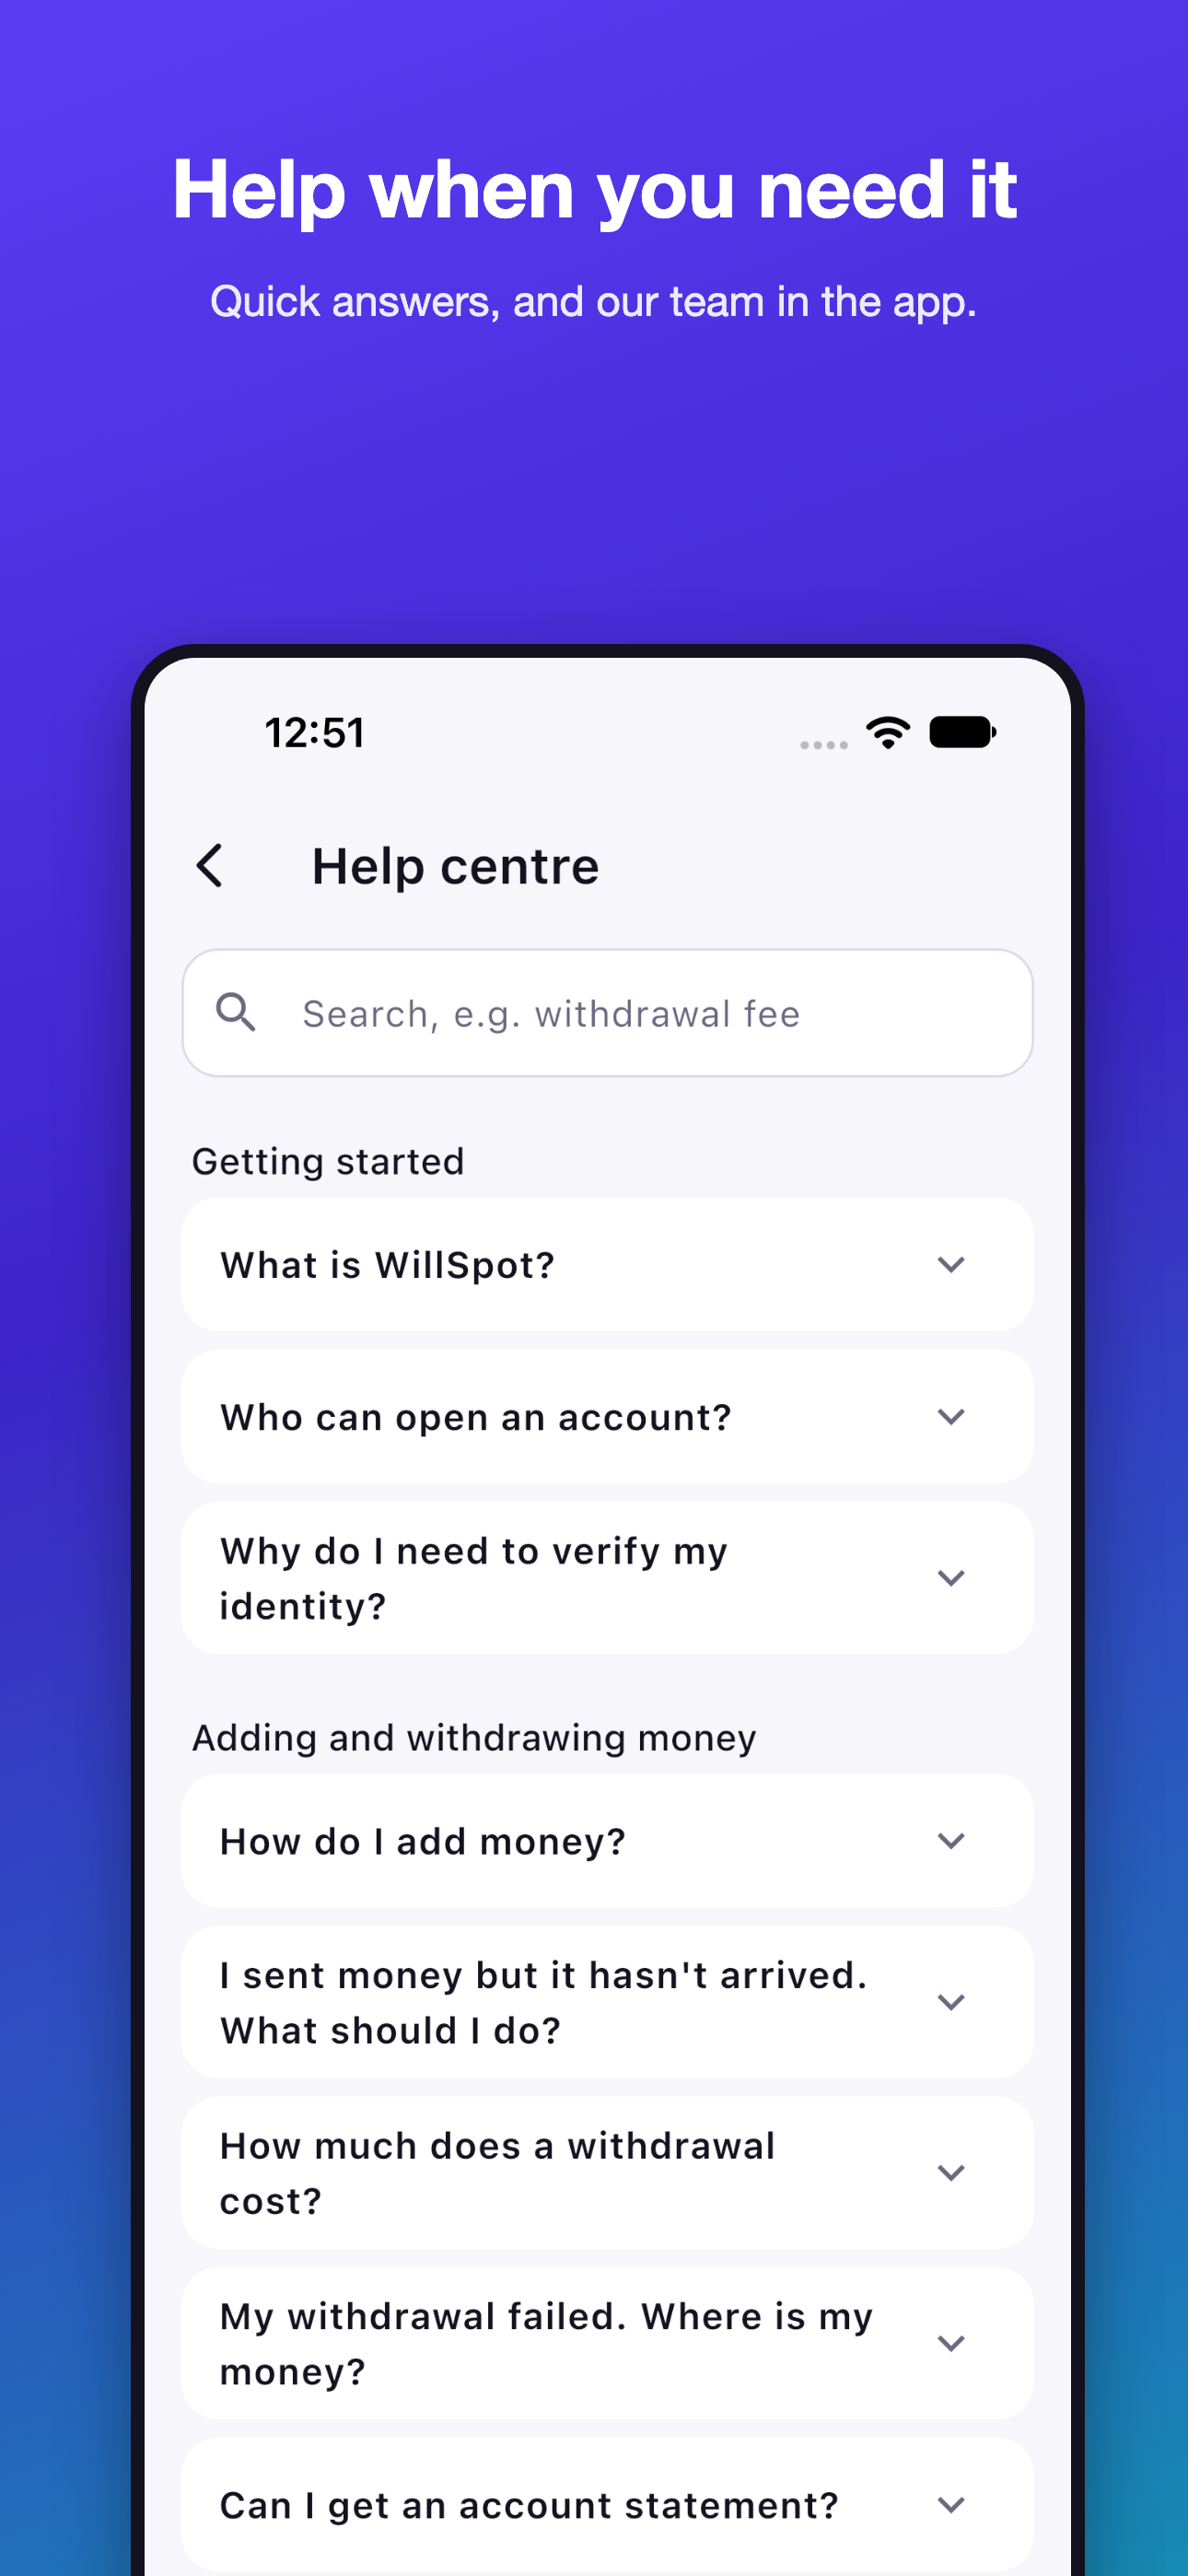 Help when you need it
Quick answers, and our team in the app.
12:51
Help centre
Search, e.g. withdrawal fee
Getting started
What is WillSpot?
Who can open an account?
Why do I need to verify my
identity?
Adding and withdrawing money
How do I add money?
I sent money but it hasn't arrived.
What should I do?
How much does a withdrawal
cost?
My withdrawal failed. Where is my
money?
Can I get an account statement?